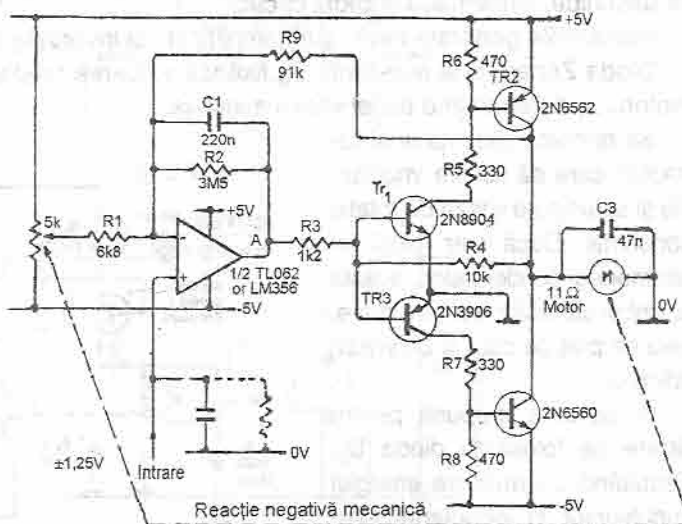 +5V
R9
91k
R6
470
TR2
2N6562
C1
220n
R2
3M5
R5
330
5k
R1
6k8
+5V
A
R3
1k2
Tr1
2N8904
C3
47n
R4
10k
1/2 TL062
or LM356
-5V
-5V
TR3
2N3906
11Ω
Motor
0V
R7
330
2N6560
±1,25V
Intrare
0V
R8
470
-5V
Reacție negativă mecanică